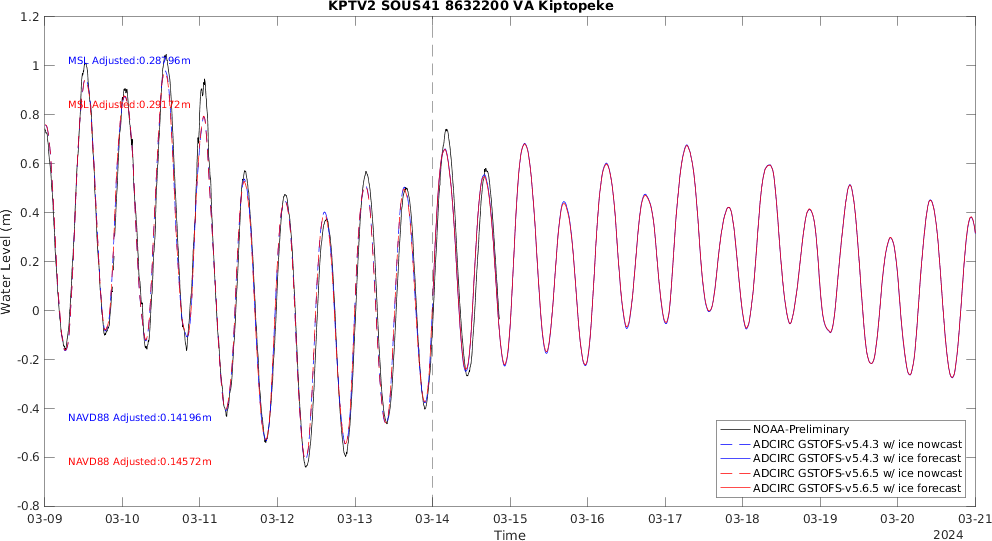 KPTV2 SOUS41 8632200 VA Kiptopeke
1.2
1
0.8
0.6
0.4
0.2
0
-0.2
-0.4
-0.6
-0.8
Water Level (m)
MSL Adjusted:0.28796m
MSL Adjusted:0.29172m
NAVD88 Adjusted:0.14196m
NAVD88 Adjusted:0.14572m
NOAA-Preliminary
ADCIRC GSTOFS-v5.4.3 w/ ice nowcast
ADCIRC GSTOFS-v5.4.3 w/ ice forecast
ADCIRC GSTOFS-v5.6.5 w/ ice nowcast
ADCIRC GSTOFS-v5.6.5 w/ ice forecast
03-09 03-10 03-11 03-12 03-13 03-14 03-15 03-16 03-17 03-18 03-19 03-20 03-21
Time
2024